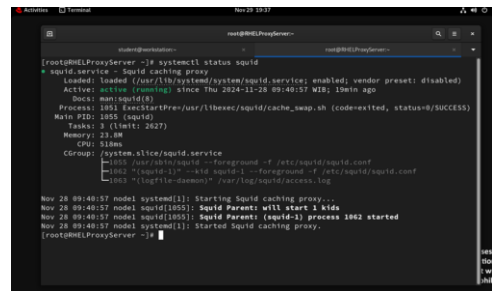 Activities Terminal Nov 29 19:37
root@RHELProxyServer:~
student@workstation:~ root@RHELProxyServer:~
[root@RHELProxyServer ~]# systemctl status squid
● squid.service - Squid caching proxy
Loaded: loaded (/usr/lib/systemd/system/squid.service; enabled; vendor preset: disabled)
Active: active (running) since Thu 2024-11-28 09:40:57 WIB; 19min ago
Docs: man:squid(8)
Process: 1051 ExecStartPre=/usr/libexec/squid/cache_swap.sh (code=exited, status=0/SUCCESS)
Main PID: 1055 (squid)
Tasks: 3 (limit: 2627)
Memory: 23.8M
CPU: 518ms
CGroup: /system.slice/squid.service
├─1055 /usr/sbin/squid --foreground -f /etc/squid/squid.conf
├─1062 "(squid-1)" --kid squid-1 --foreground -f /etc/squid/squid.conf
└─1063 "(logfile-daemon)" /var/log/squid/access.log
Nov 28 09:40:57 node1 systemd[1]: Starting Squid caching proxy...
Nov 28 09:40:57 node1 squid[1055]: Squid Parent: will start 1 kids
Nov 28 09:40:57 node1 squid[1055]: Squid Parent: (squid-1) process 1062 started
Nov 28 09:40:57 node1 systemd[1]: Started Squid caching proxy.
[root@RHELProxyServer ~]#